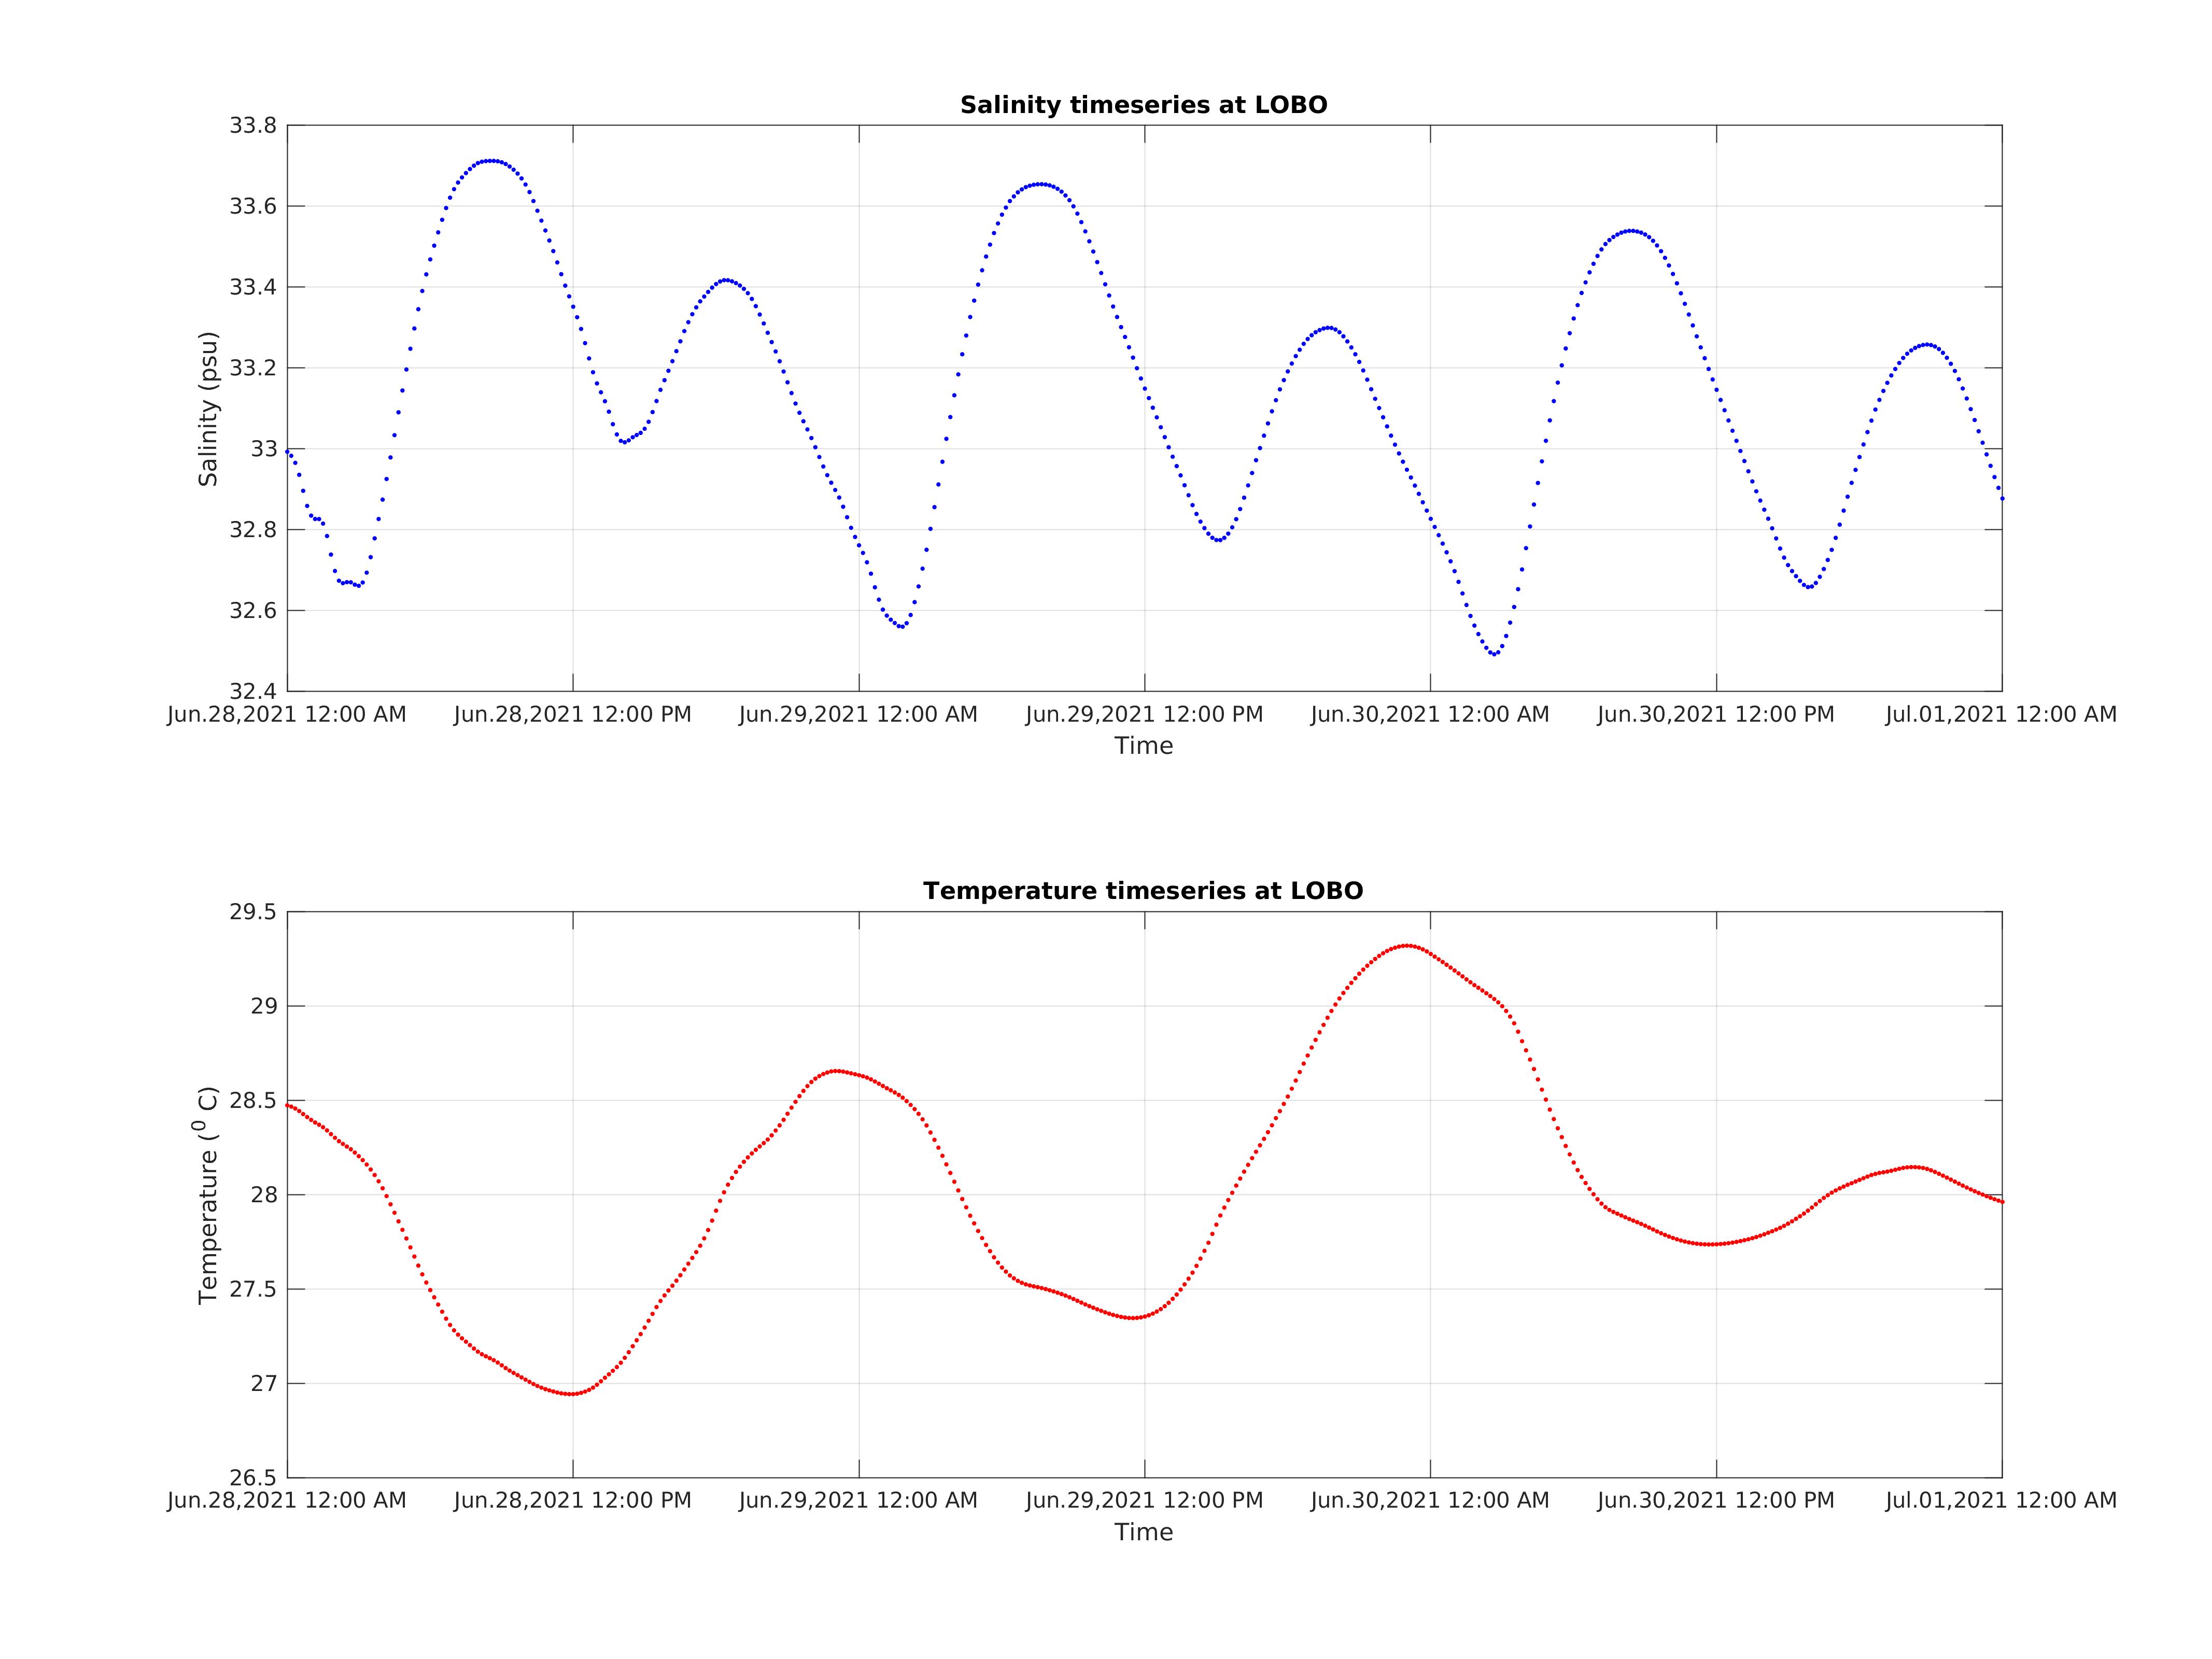 Salinity timeseries at LOBO
33.8
33.6
33.4
33.2
33
32.8
32.6
32.4
Salinity (psu)
Jun.28,2021 12:00 AM Jun.28,2021 12:00 PM Jun.29,2021 12:00 AM Jun.29,2021 12:00 PM Jun.30,2021 12:00 AM Jun.30,2021 12:00 PM Jul.01,2021 12:00 AM
Time
Temperature timeseries at LOBO
29.5
29
28.5
28
27.5
27
26.5
Temperature (⁰ C)
Jun.28,2021 12:00 AM Jun.28,2021 12:00 PM Jun.29,2021 12:00 AM Jun.29,2021 12:00 PM Jun.30,2021 12:00 AM Jun.30,2021 12:00 PM Jul.01,2021 12:00 AM
Time